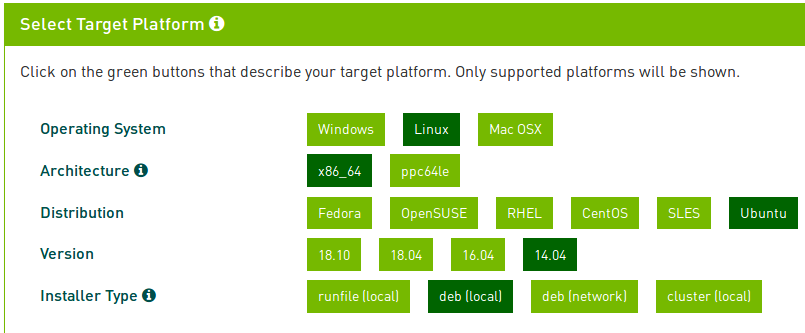 Select Target Platform
Click on the green buttons that describe your target platform. Only supported platforms will be shown.
Operating System Windows Linux Mac OSX
Architecture x86_64 ppc64le
Distribution Fedora OpenSUSE RHEL CentOS SLES Ubuntu
Version 18.10 18.04 16.04 14.04
Installer Type runfile (local) deb (local) deb (network) cluster (local)